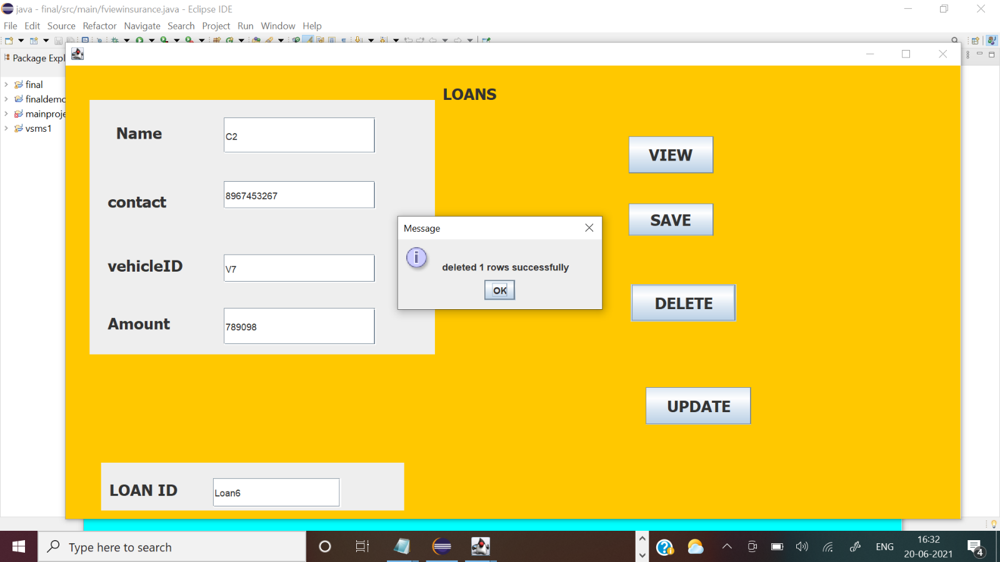 java - final/src/main/fviewinsurance.java - Eclipse IDE
File Edit Source Refactor Navigate Search Project Run Window Help
Package Expl
final
finaldemo
mainproje
vsms1
LOANS
Name
C2
contact
8967453267
vehicleID
V7
Amount
789098
VIEW
SAVE
DELETE
UPDATE
Message
deleted 1 rows successfully
OK
LOAN ID
Loan6
Type here to search
ENG
16:32
20-06-2021
4